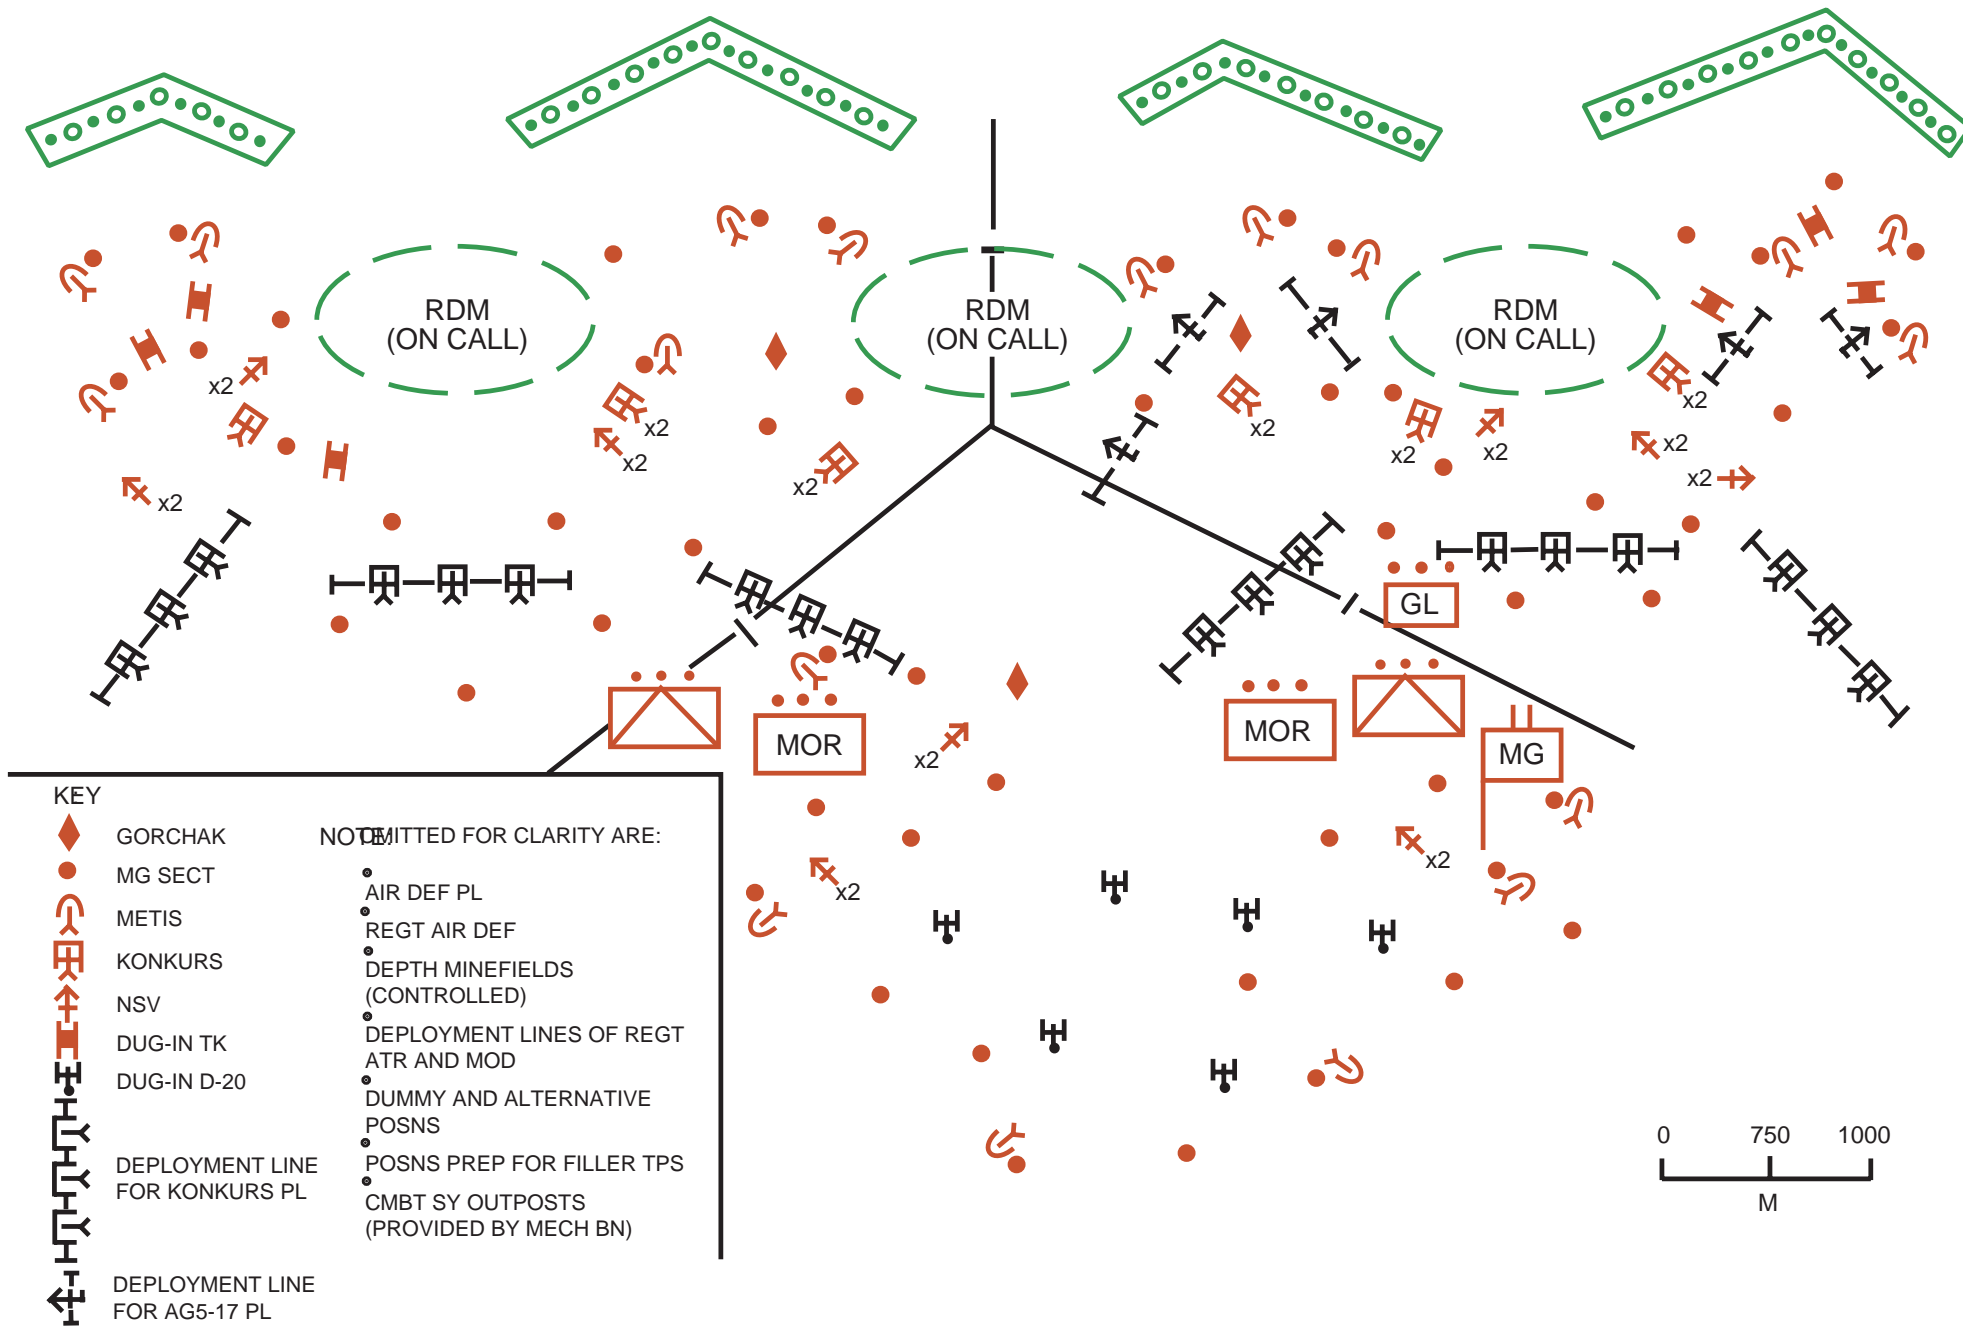 RDM
(ON CALL)
RDM
(ON CALL)
RDM
(ON CALL)
x2
x2
x2
x2
x2
x2
x2
x2
x2
x2
x2
x2
GL
MOR
MOR
MG
x2
x2
x2
KEY
GORCHAK
MG SECT
METIS
KONKURS
NSV
DUG-IN TK
DUG-IN D-20
DEPLOYMENT LINE
FOR KONKURS PL
DEPLOYMENT LINE
FOR AG5-17 PL
NOTE: OMITTED FOR CLARITY ARE:
AIR DEF PL
REGT AIR DEF
DEPTH MINEFIELDS
(CONTROLLED)
DEPLOYMENT LINES OF REGT
ATR AND MOD
DUMMY AND ALTERNATIVE
POSNS
POSNS PREP FOR FILLER TPS
CMBT SY OUTPOSTS
(PROVIDED BY MECH BN)
0 750 1000
M